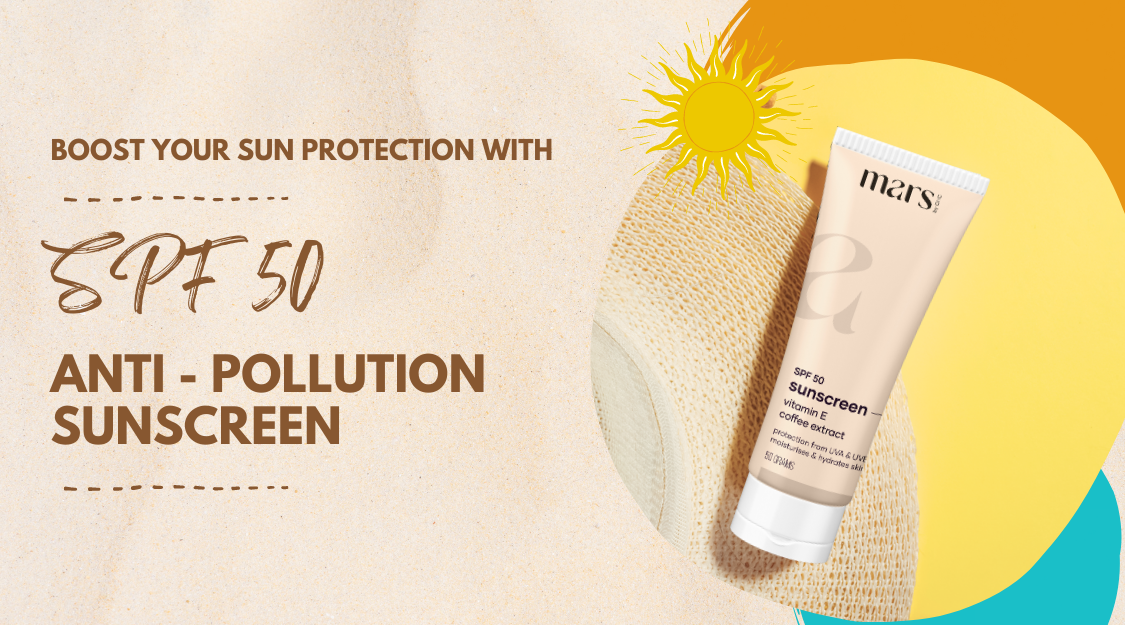 BOOST YOUR SUN PROTECTION WITH
SPF 50
ANTI - POLLUTION
SUNSCREEN
mars
a
SPF 50
sunscreen
vitamin E
coffee extract
protection from UVA & UVB
moisturises & hydrates skin
50 GRAMS